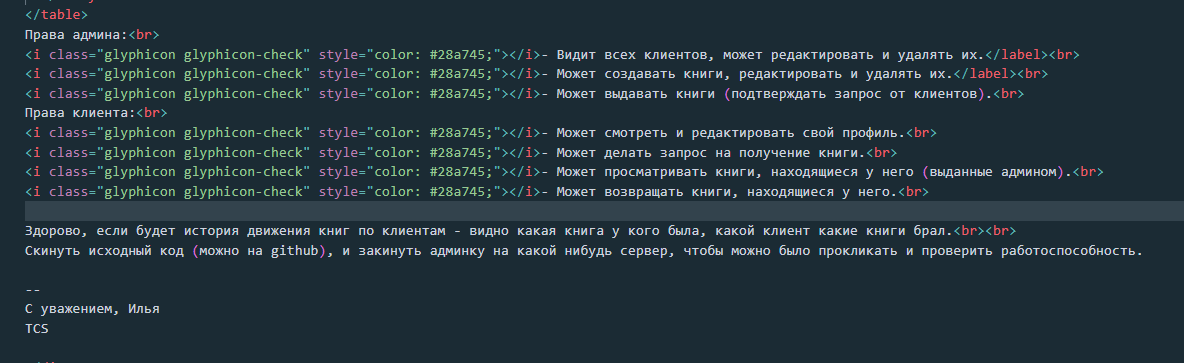 </table>
Права админа:<br>
<i class="glyphicon glyphicon-check" style="color: #28a745;"></i>- Видит всех клиентов, может редактировать и удалять их.</label><br>
<i class="glyphicon glyphicon-check" style="color: #28a745;"></i>- Может создавать книги, редактировать и удалять их.</label><br>
<i class="glyphicon glyphicon-check" style="color: #28a745;"></i>- Может выдавать книги (подтверждать запрос от клиентов).<br>
Права клиента:<br>
<i class="glyphicon glyphicon-check" style="color: #28a745;"></i>- Может смотреть и редактировать свой профиль.<br>
<i class="glyphicon glyphicon-check" style="color: #28a745;"></i>- Может делать запрос на получение книги.<br>
<i class="glyphicon glyphicon-check" style="color: #28a745;"></i>- Может просматривать книги, находящиеся у него (выданные админом).<br>
<i class="glyphicon glyphicon-check" style="color: #28a745;"></i>- Может возвращать книги, находящиеся у него.<br>
Здорово, если будет история движения книг по клиентам - видно какая книга у кого была, какой клиент какие книги брал.<br><br>
Скинуть исходный код (можно на github), и закинуть админку на какой нибудь сервер, чтобы можно было прокликать и проверить работоспособность.
--
С уважением, Илья
TCS